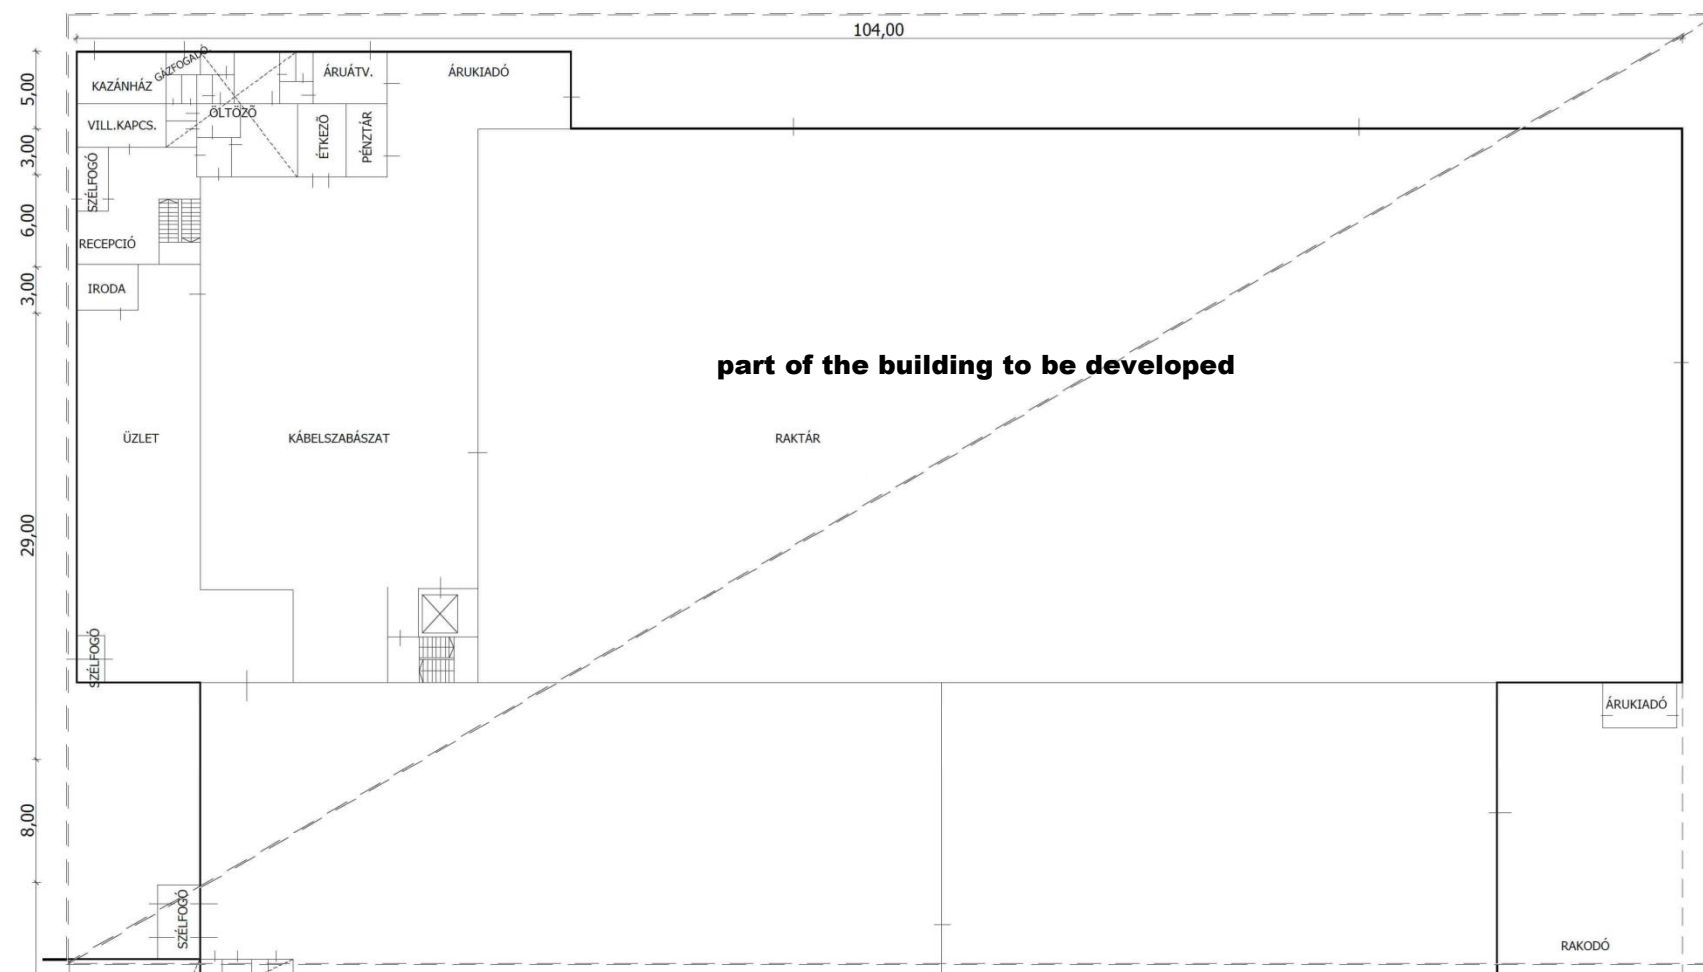 104,00
5,00
3,00
6,00
3,00
29,00
8,00
KAZÁNHÁZ
GÁZFOGADÓ.
ÁRUÁTV.
ÁRUKIADÓ
VILL.KAPCS.
ÖLTÖZŐ
ÉTKEZŐ
PÉNZTÁR
SZÉLFOGÓ
RECEPCIÓ
IRODA
part of the building to be developed
ÜZLET
KÁBELSZABÁSZAT
RAKTÁR
SZÉLFOGÓ
ÁRUKIADÓ
SZÉLFOGÓ
RAKODÓ